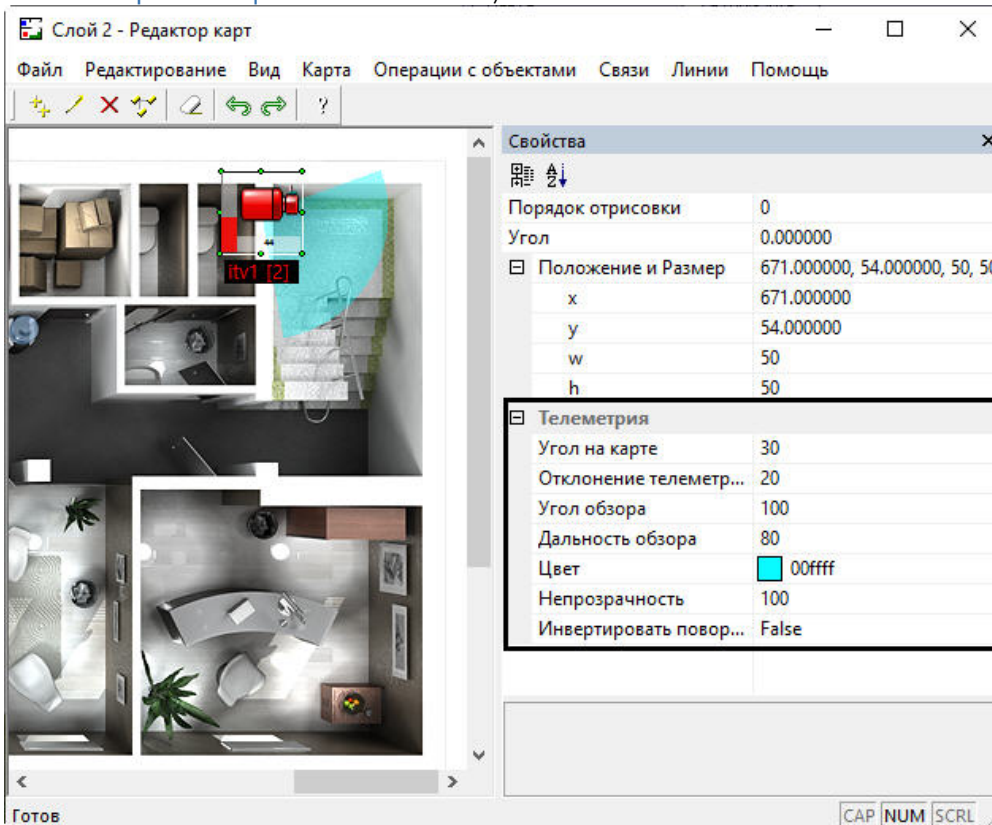 Слой 2 - Редактор карт
Файл Редактирование Вид Карта Операции с объектами Связи Линии Помощь
?
itv1 [2]
Свойства
Порядок отрисовки 0
Угол 0.000000
Положение и Размер 671.000000, 54.000000, 50, 50
x 671.000000
y 54.000000
w 50
h 50
Телеметрия
Угол на карте 30
Отклонение телеметр... 20
Угол обзора 100
Дальность обзора 80
Цвет 00ffff
Непрозрачность 100
Инвертировать повор... False
Готов
CAP NUM SCRL